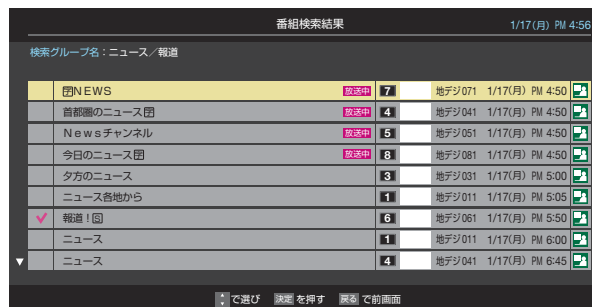 番組検索結果 1/17(月) PM 4:56
検索グループ名：ニュース／報道
字NEWS 放送中 7 地デジ071 1/17(月) PM 4:50
首都圏のニュース字 放送中 4 地デジ041 1/17(月) PM 4:50
Newsチャンネル 放送中 5 地デジ051 1/17(月) PM 4:50
今日のニュース字 放送中 8 地デジ081 1/17(月) PM 4:50
夕方のニュース 3 地デジ031 1/17(月) PM 5:00
ニュース各地から 1 地デジ011 1/17(月) PM 5:05
報道！S 6 地デジ061 1/17(月) PM 5:50
ニュース 1 地デジ011 1/17(月) PM 6:00
ニュース 4 地デジ041 1/17(月) PM 6:45
で選び 決定 を押す 戻る で前画面